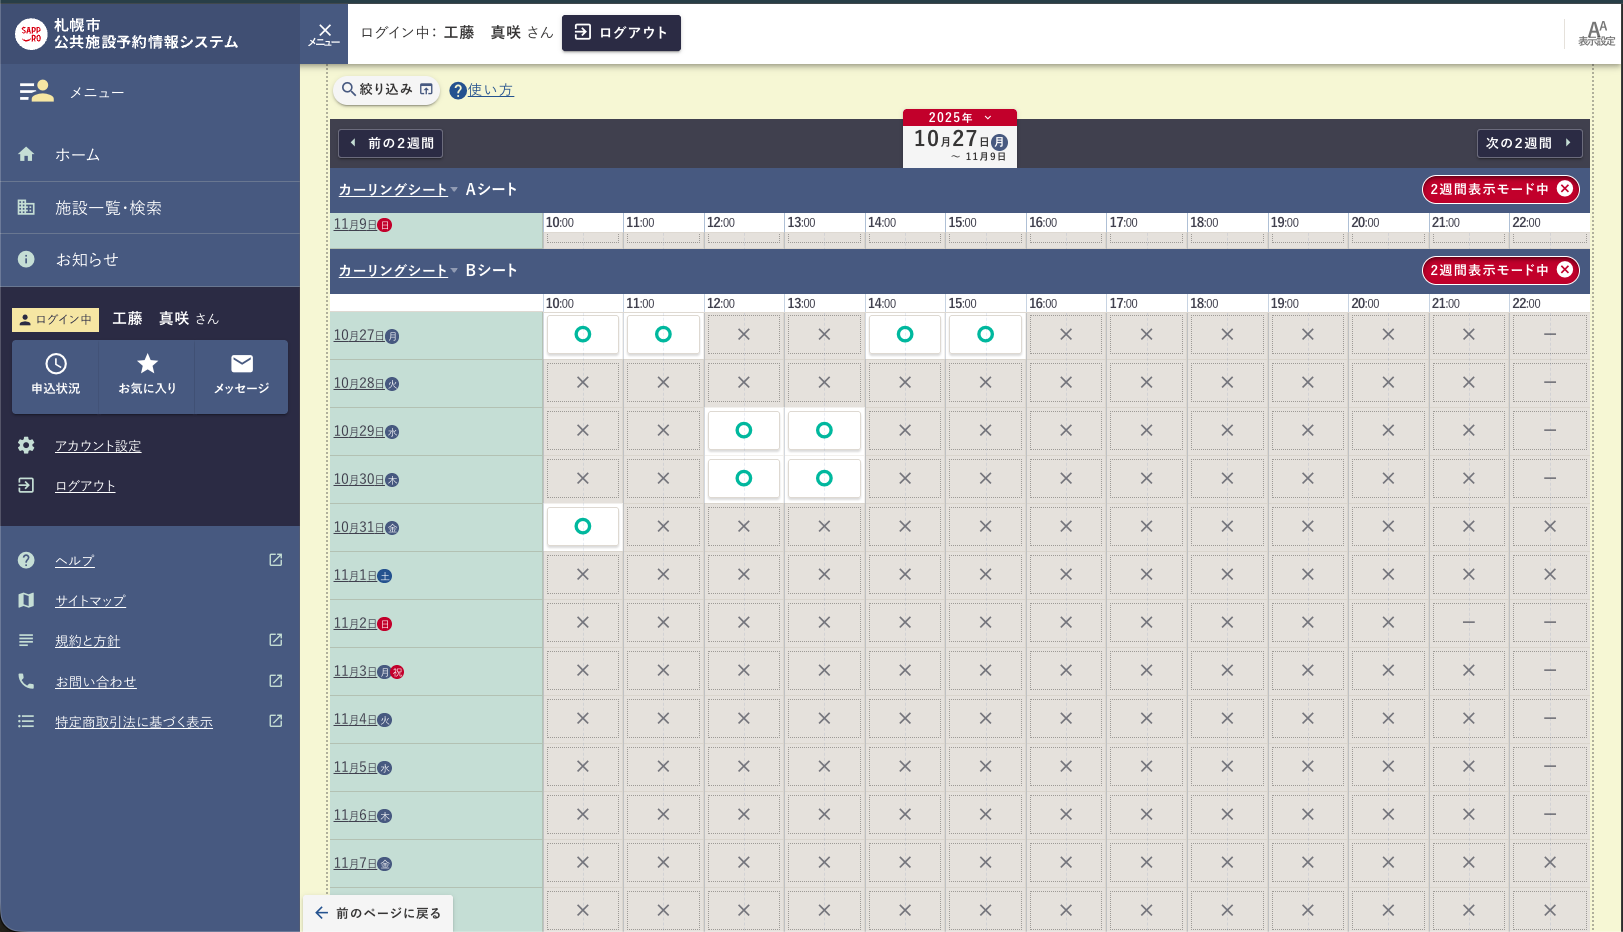 SAPP
RO
札幌市
公共施設予約情報システム
メニュー
ログイン中: 工藤 真咲 さん
ログアウト
AA
表示設定
メニュー
ホーム
施設一覧・検索
お知らせ
ログイン中 工藤 真咲 さん
申込状況 お気に入り メッセージ
アカウント設定
ログアウト
ヘルプ
サイトマップ
規約と方針
お問い合わせ
特定商取引法に基づく表示
絞り込み ?使い方
前の2週間
2025年
10月27日月
~ 11月9日
次の2週間
カーリングシート Aシート 2週間表示モード中
11月9日日 10:00 11:00 12:00 13:00 14:00 15:00 16:00 17:00 18:00 19:00 20:00 21:00 22:00
カーリングシート Bシート 2週間表示モード中
10:00 11:00 12:00 13:00 14:00 15:00 16:00 17:00 18:00 19:00 20:00 21:00 22:00
10月27日月 ○ ○ × × ○ ○ × × × × × × −
10月28日火 × × × × × × × × × × × × −
10月29日水 × × ○ ○ × × × × × × × × −
10月30日木 × × ○ ○ × × × × × × × × −
10月31日金 ○ × × × × × × × × × × × ×
11月1日土 × × × × × × × × × × × × ×
11月2日日 × × × × × × × × × × × − −
11月3日月祝 × × × × × × × × × × × × −
11月4日火 × × × × × × × × × × × × −
11月5日水 × × × × × × × × × × × × −
11月6日木 × × × × × × × × × × × × −
11月7日金 × × × × × × × × × × × × ×
× × × × × × × × × × × × ×
前のページに戻る